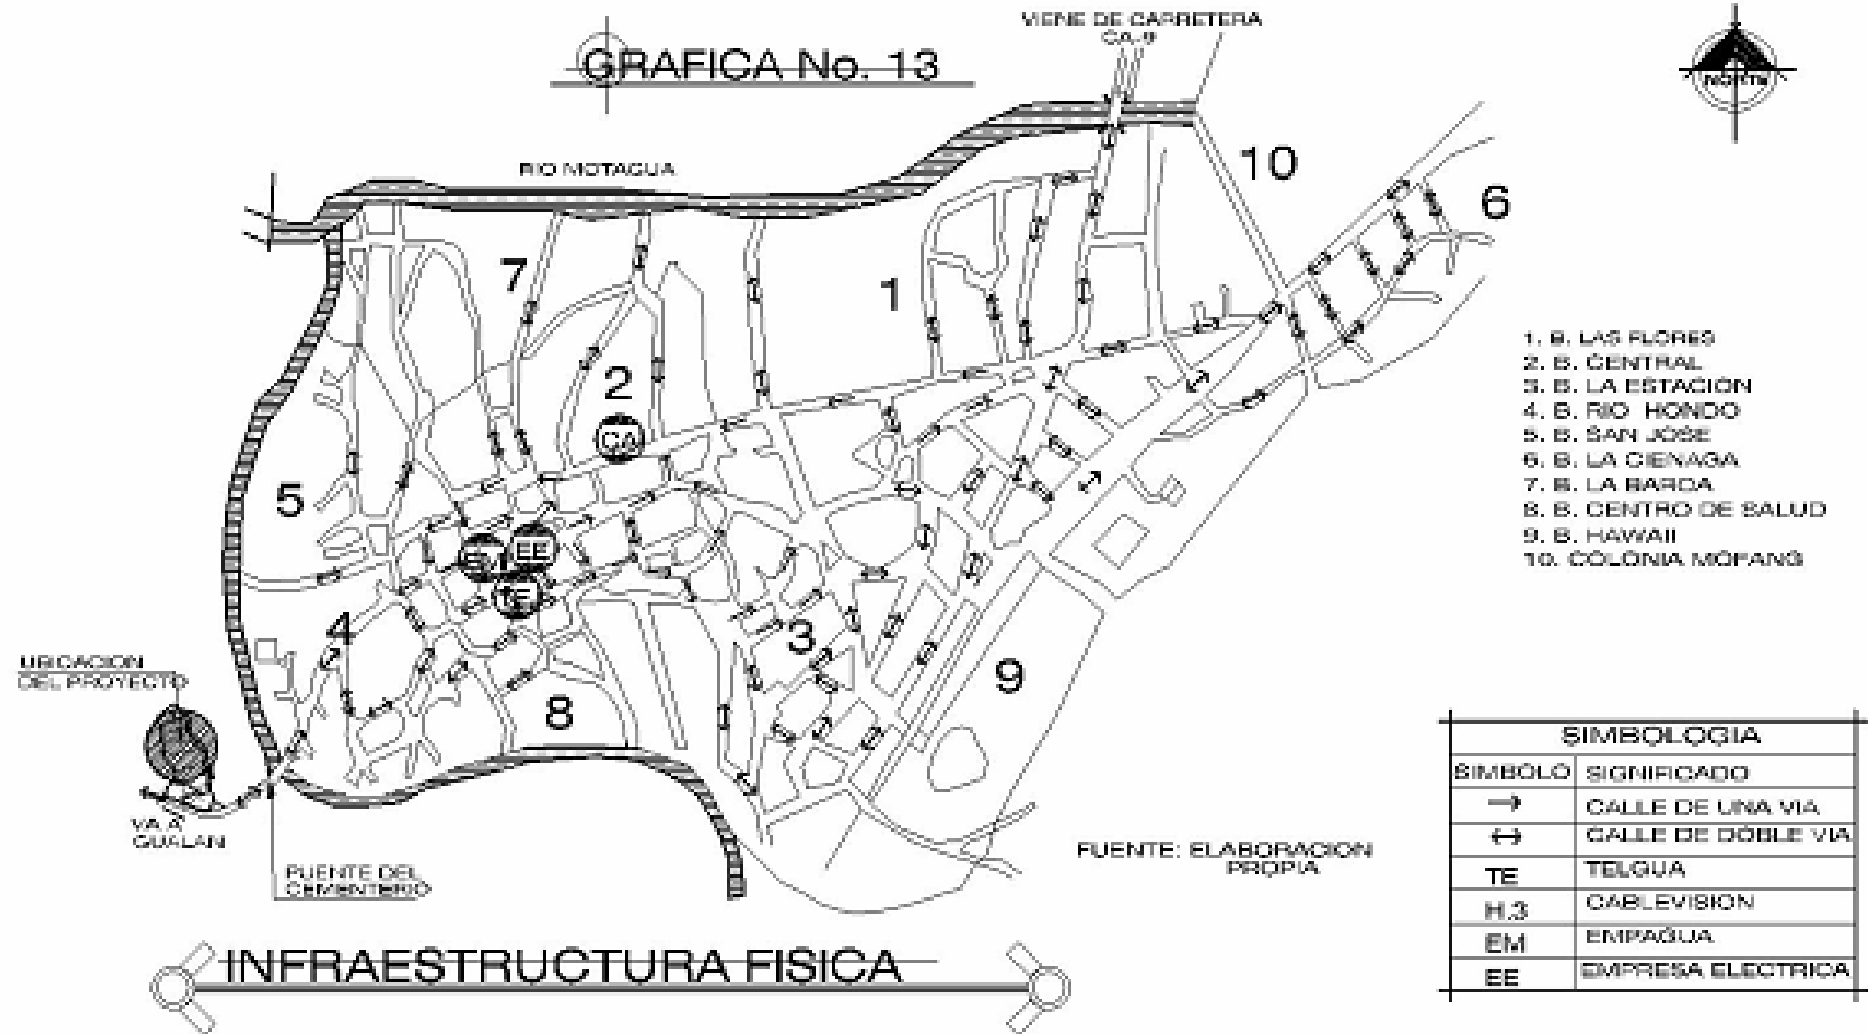 VIENE DE CARRETERA
CA-9
GRAFICA No. 13
NORTE
RIO MOTAGUA
10
6
7
1
2
CA
5
EE
TE
4
3
9
8
1. B. LAS FLORES
2. B. CENTRAL
3. B. LA ESTACIÓN
4. B. RIO HONDO
5. B. SAN JOSE
6. B. LA CIENAGA
7. B. LA BARCA
8. B. CENTRO DE SALUD
9. B. HAWAII
10. COLONIA MOPANG
UBICACION
DEL PROYECTO
VA A
GUALAN
PUENTE DEL
CEMENTERIO
FUENTE: ELABORACION
PROPIA
SIMBOLOGIA
SIMBOLO SIGNIFICADO
→ CALLE DE UNA VIA
↔ CALLE DE DOBLE VIA
TE TELGUA
H.3 CABLEVISION
EM EMPAGUA
EE EMPRESA ELECTRICA
INFRAESTRUCTURA FISICA